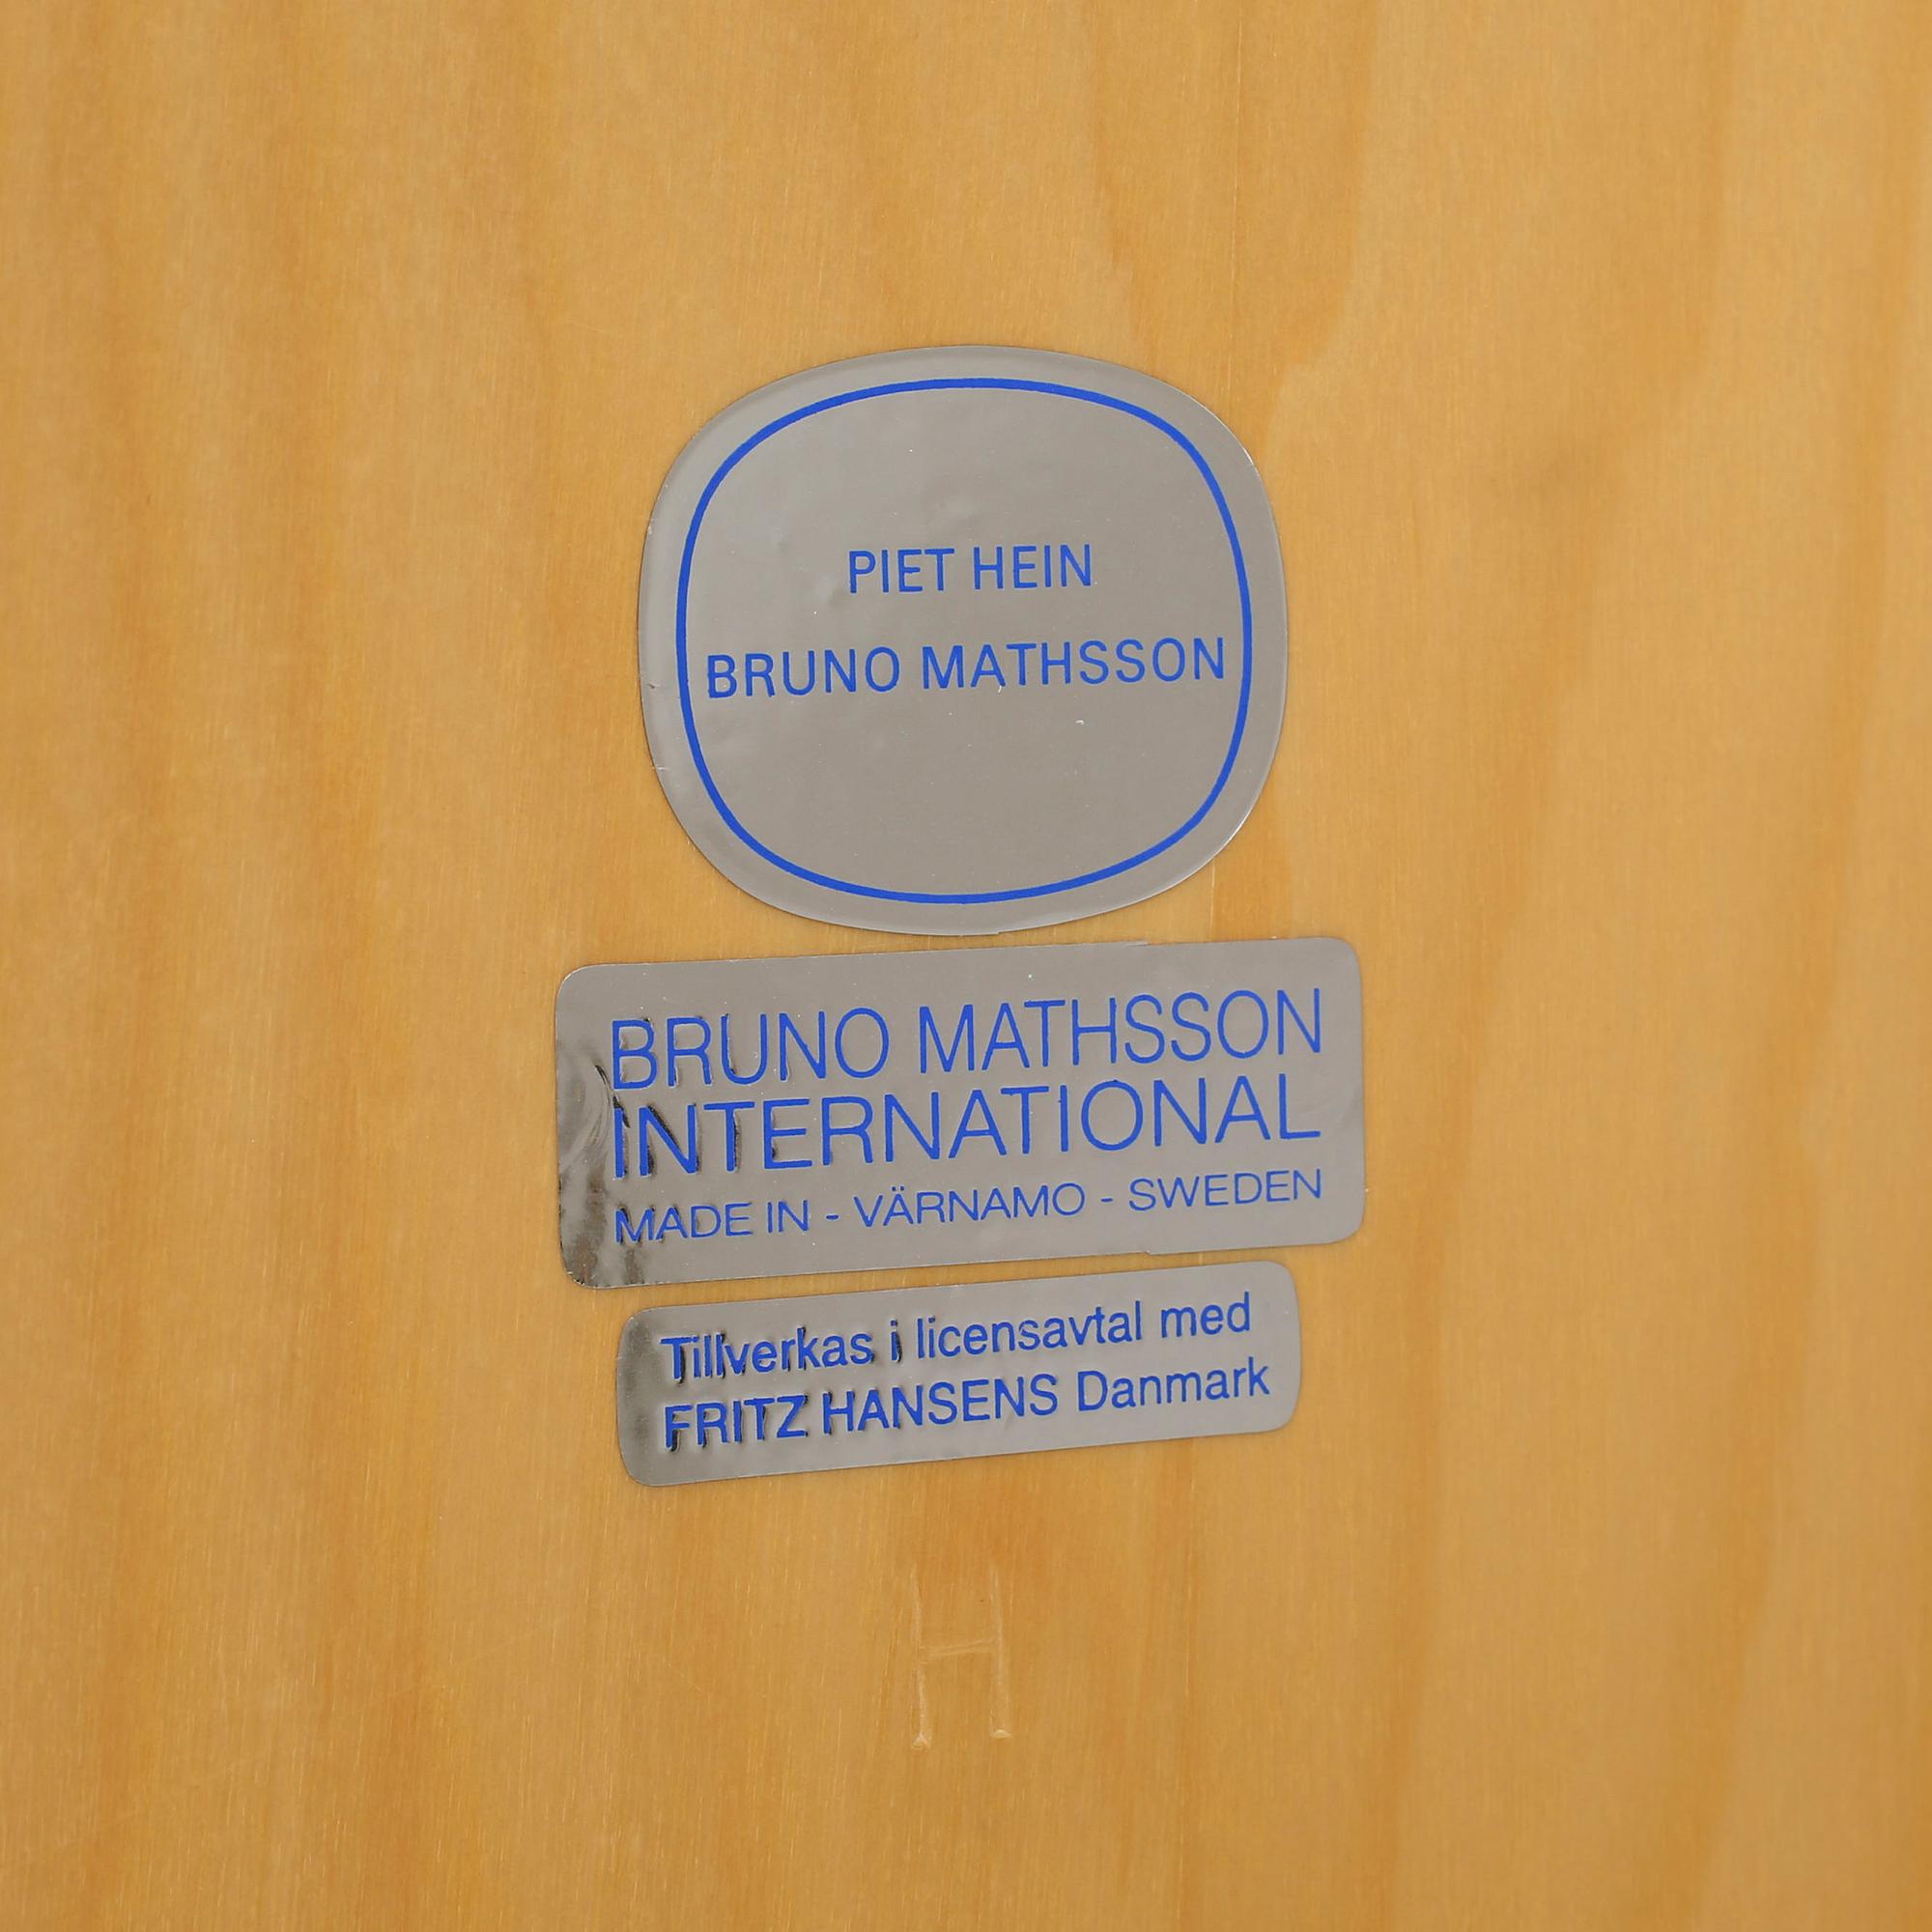 PIET HEIN
BRUNO MATHSSON
BRUNO MATHSSON
INTERNATIONAL
MADE IN - VÄRNAMO - SWEDEN
Tillverkas i licensavtal med
FRITZ HANSENS Danmark
H